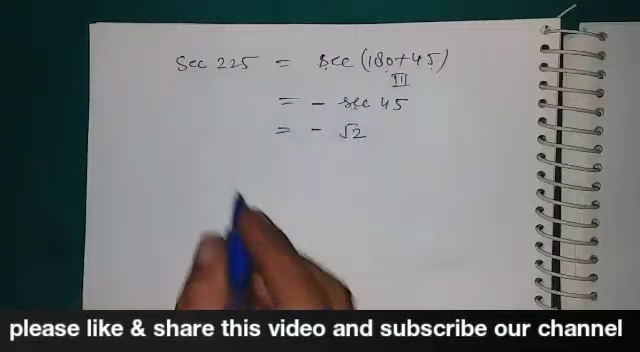 Sec 225 = sec (180+45)
III
= - sec 45
= - √2
please like & share this video and subscribe our channel